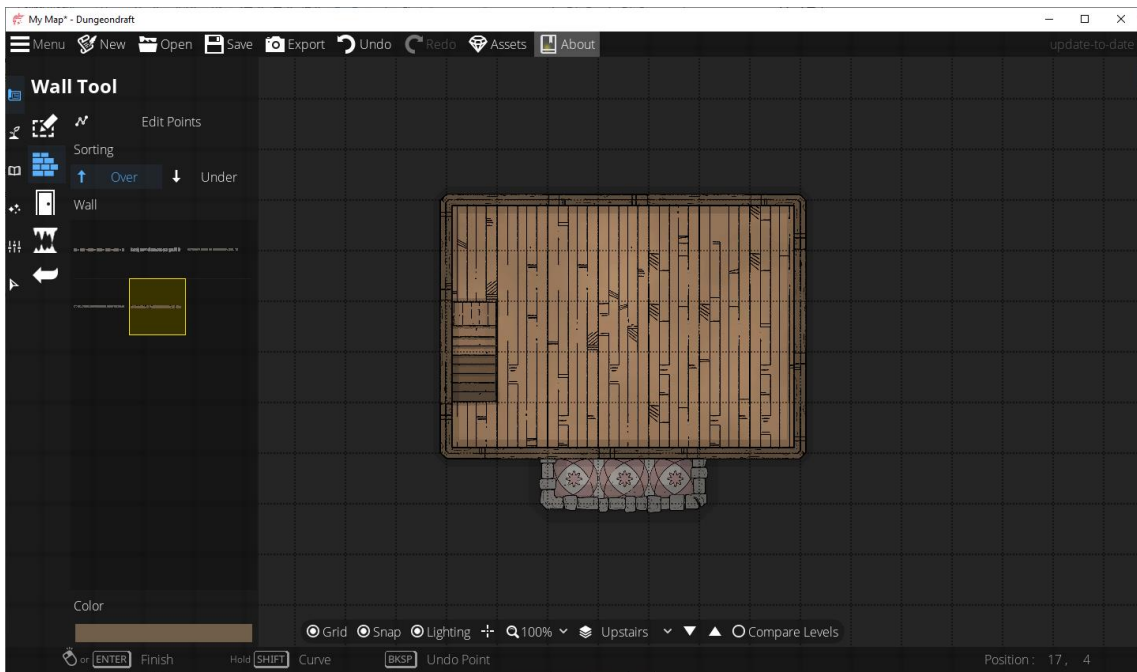 My Map* - Dungeondraft
Menu New Open Save Export Undo Redo Assets About update-to-date
Wall Tool
Edit Points
Sorting
Over Under
Wall
Color
Grid Snap Lighting 100% Upstairs Compare Levels
or ENTER Finish Hold SHIFT Curve BKSP Undo Point Position : 17, 4